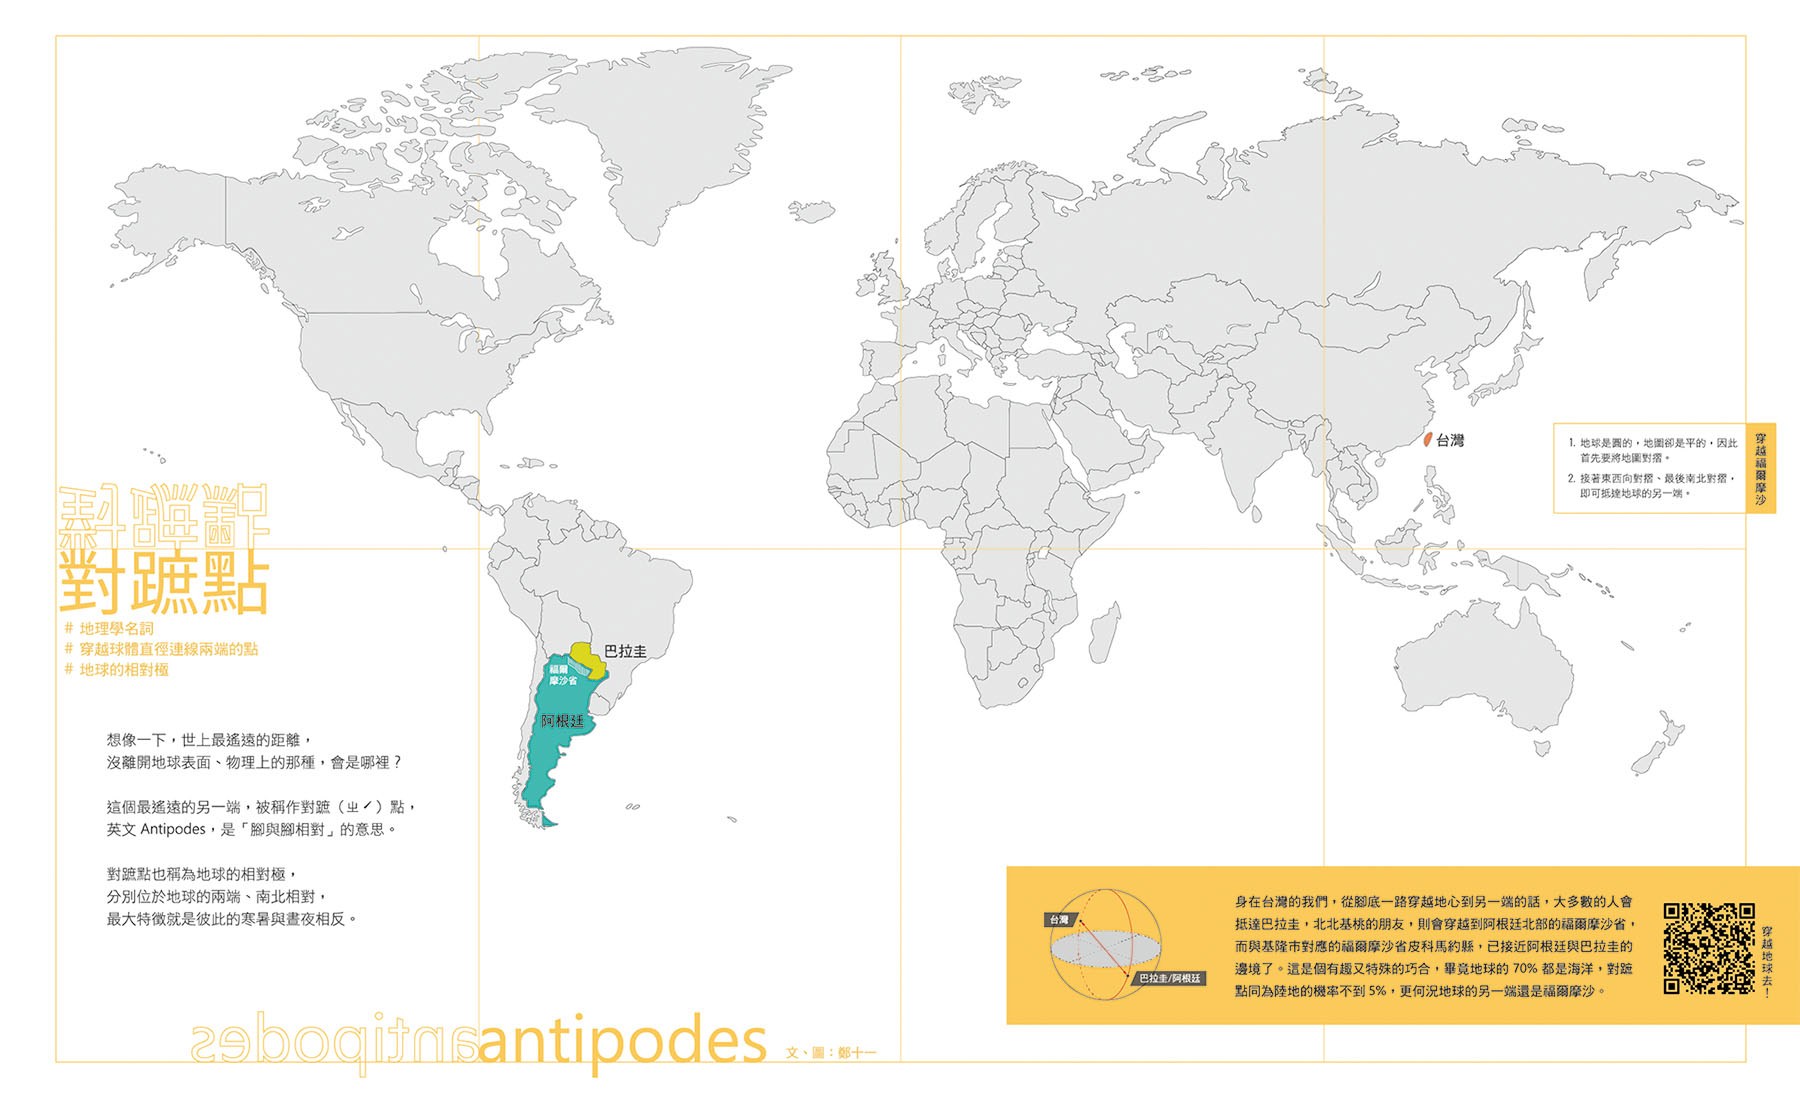 台灣
1. 地球是圓的，地圖卻是平的，因此
首先要將地圖對摺。
2. 接著東西向對摺、最後南北對摺，
即可抵達地球的另一端。
穿越福爾摩沙
對蹠點
對蹠點
# 地理學名詞
# 穿越球體直徑連線兩端的點
# 地球的相對極
巴拉圭
福爾
摩沙省
阿根廷
想像一下，世上最遙遠的距離，
沒離開地球表面、物理上的那種，會是哪裡？
這個最遙遠的另一端，被稱作對蹠（ㄓˊ）點，
英文 Antipodes，是「腳與腳相對」的意思。
對蹠點也稱為地球的相對極，
分別位於地球的兩端、南北相對，
最大特徵就是彼此的寒暑與晝夜相反。
台灣
巴拉圭/阿根廷
身在台灣的我們，從腳底一路穿越地心到另一端的話，大多數的人會
抵達巴拉圭，北北基桃的朋友，則會穿越到阿根廷北部的福爾摩沙省，
而與基隆市對應的福爾摩沙省皮科馬約縣，已接近阿根廷與巴拉圭的
邊境了。這是個有趣又特殊的巧合，畢竟地球的 70% 都是海洋，對蹠
點同為陸地的機率不到 5%，更何況地球的另一端還是福爾摩沙。
穿越地球去！
antipodes
antipodes
文、圖：鄭十一